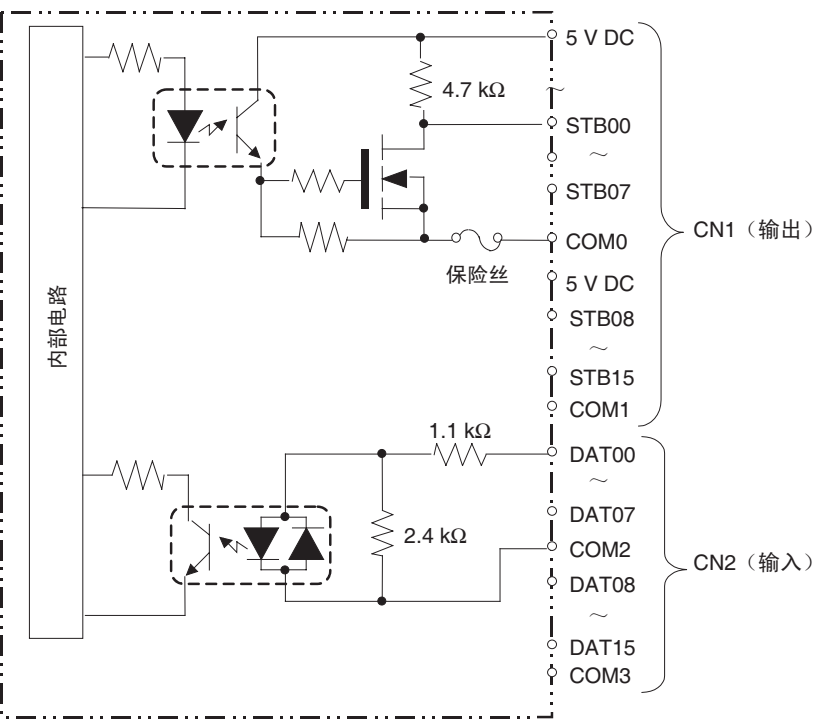 5 V DC
4.7 kΩ
STB00
~
STB07
CN1（输出）
COM0
保险丝
5 V DC
STB08
~
STB15
COM1
内部电路
1.1 kΩ
DAT00
~
DAT07
2.4 kΩ
COM2
CN2（输入）
DAT08
~
DAT15
COM3